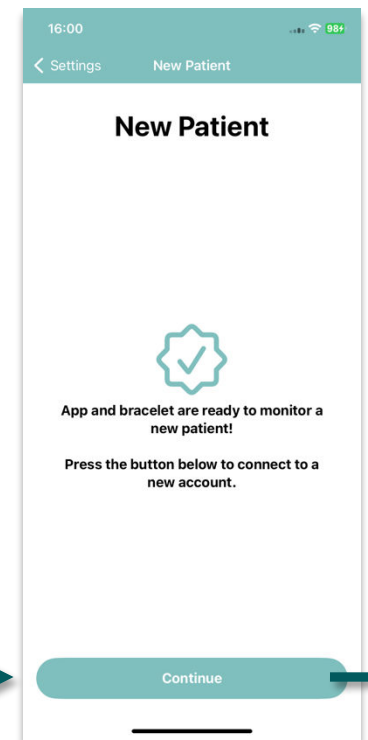 16:00
98
Settings
New Patient
New Patient
App and bracelet are ready to monitor a
new patient!
Press the button below to connect to a
new account.
Continue